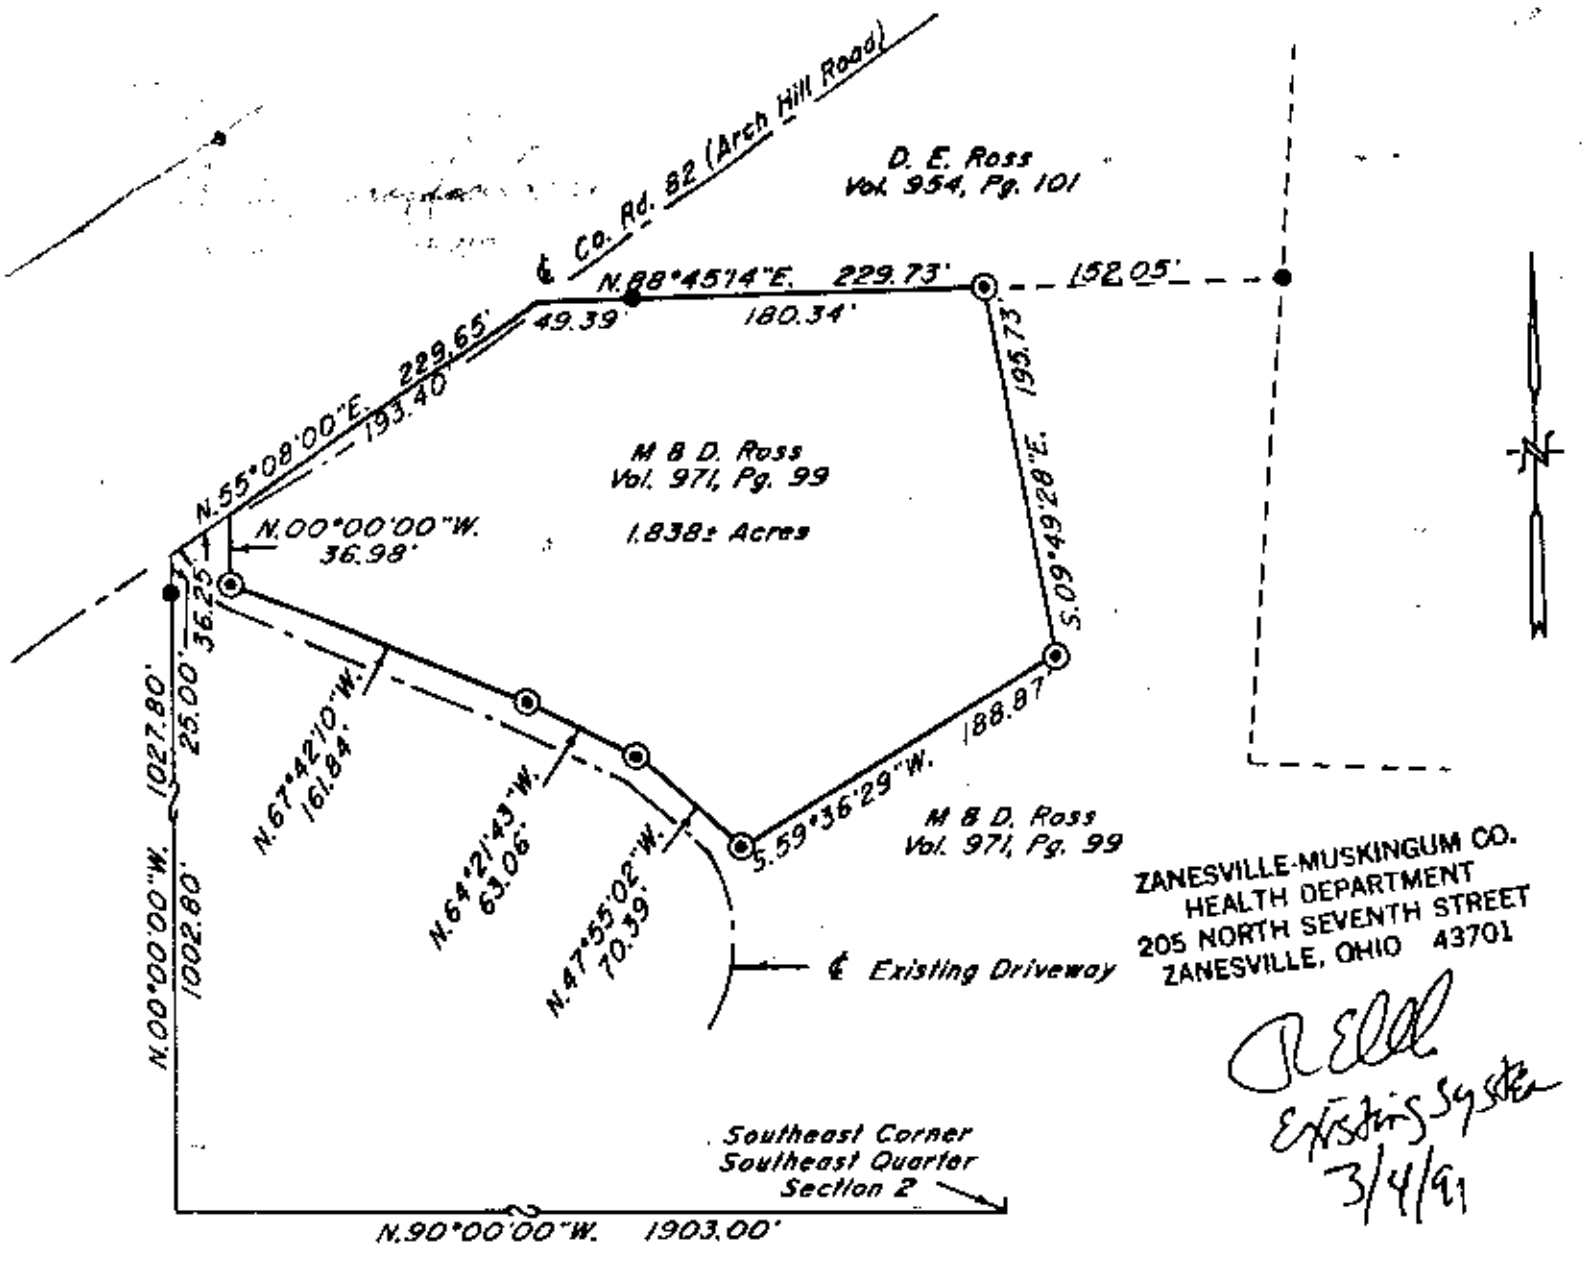 ℄ Co. Rd. 82 (Arch Hill Road)
D. E. Ross
Vol. 954, Pg. 101
N.88°45'14"E. 229.73'
152.05'
49.39'
180.34'
N.55°08'00"E. 229.65'
193.40'
S.09°49'28"E. 195.73'
M & D. Ross
Vol. 971, Pg. 99
1.838± Acres
N.00°00'00"W.
36.98'
36.25'
N
N.00°00'00"W. 1027.80'
25.00'
1002.80'
N.67°42'10"W.
161.84'
N.64°21'43"W.
63.06'
N.47°55'02"W.
70.39'
S.59°36'29"W. 188.87'
M & D. Ross
Vol. 971, Pg. 99
℄ Existing Driveway
ZANESVILLE-MUSKINGUM CO.
HEALTH DEPARTMENT
205 NORTH SEVENTH STREET
ZANESVILLE, OHIO 43701
Existing System
3/4/91
Southeast Corner
Southeast Quarter
Section 2
N.90°00'00"W. 1903.00'